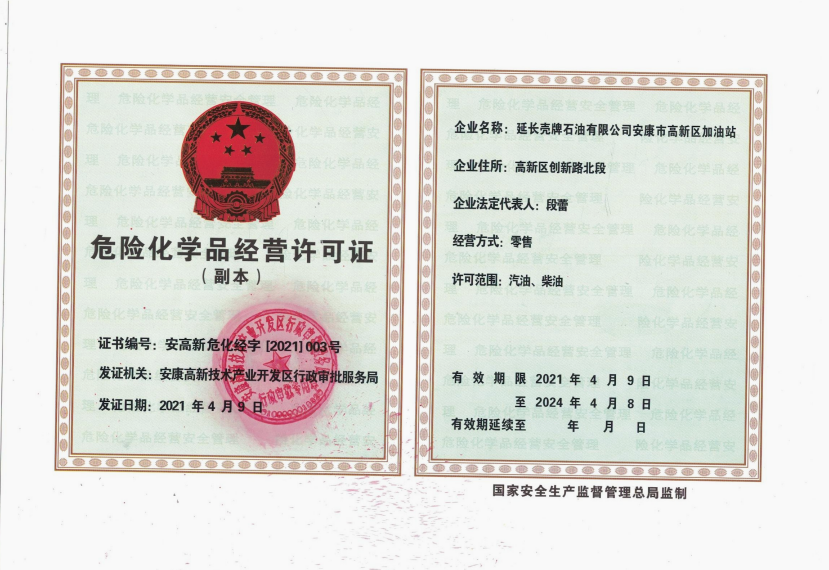 危险化学品经营许可证
(副本)
证书编号：安高新危化经字 [2021] 003号
发证机关：安康高新技术产业开发区行政审批服务局
发证日期：2021 年 4 月 9 日
企业名称：延长壳牌石油有限公司安康市高新区加油站
企业住所：高新区创新路北段
企业法定代表人：段蕾
经营方式：零售
许可范围：汽油、柴油
有 效 期 限 2021 年 4 月 9 日
至 2024 年 4 月 8 日
有效期延续至 年 月 日
国家安全生产监督管理总局监制